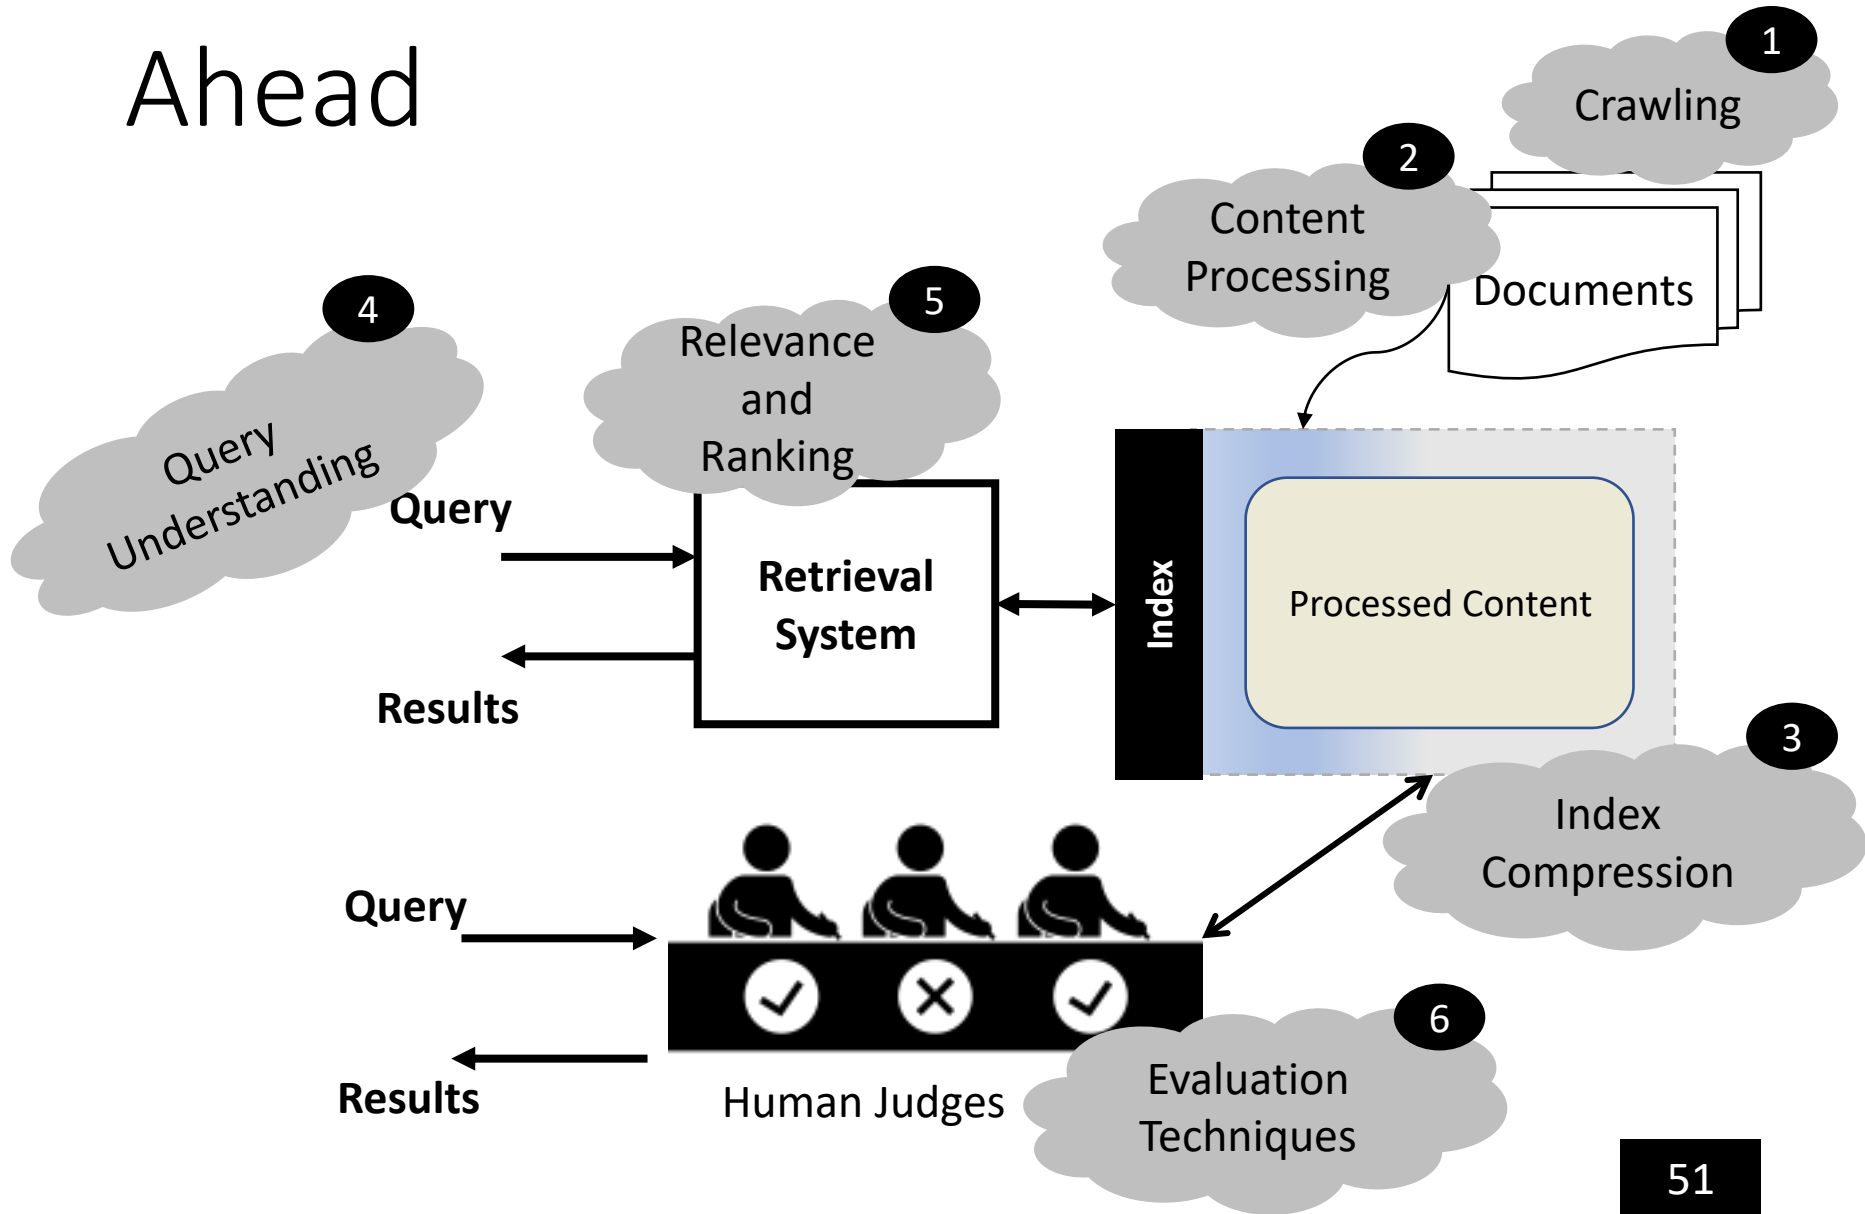 Ahead
1
Crawling
2
Content
Processing
Documents
4
Query
Understanding
5
Relevance
and
Ranking
Query
Retrieval
System
Results
Index
Processed Content
3
Index
Compression
Query
Results
Human Judges
6
Evaluation
Techniques
51